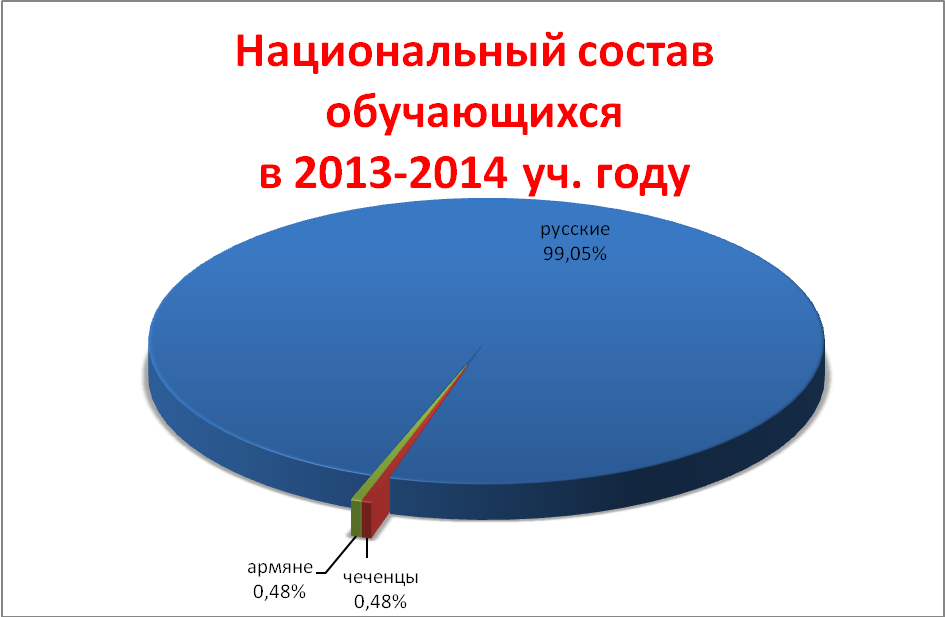 Национальный состав
обучающихся
в 2013-2014 уч. году
русские
99,05%
армяне
0,48%
чеченцы
0,48%